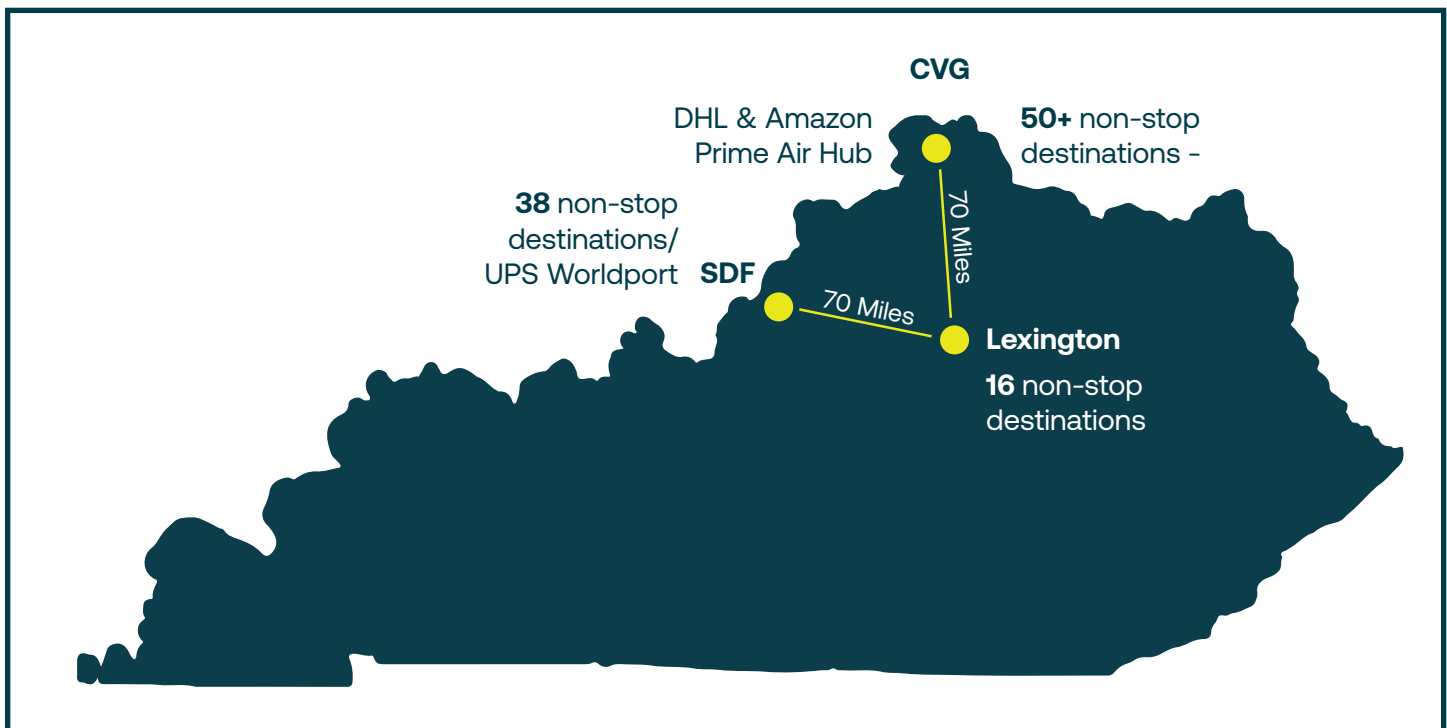 CVG
DHL & Amazon
Prime Air Hub
50+ non-stop
destinations -
38 non-stop
destinations/
UPS Worldport
SDF
70 Miles
70 Miles
Lexington
16 non-stop
destinations